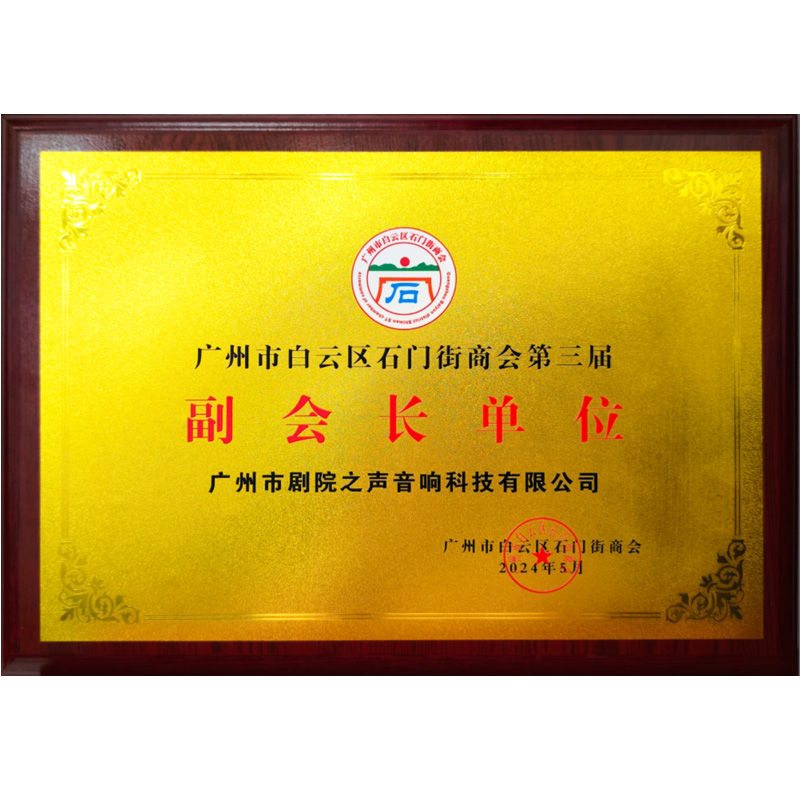 广州市白云区石门街商会
石
广州市白云区石门街商会第三届
副会长单位
广州市剧院之声音响科技有限公司
广州市白云区石门街商会
2024年5月